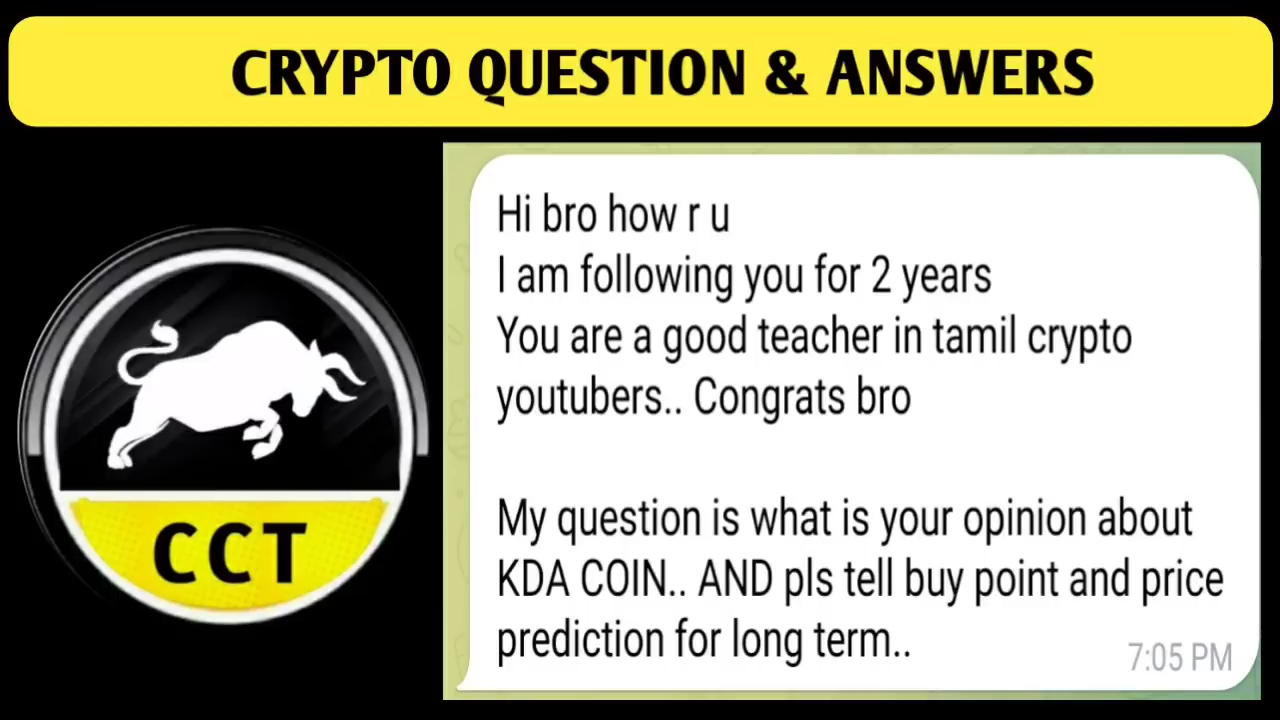 CRYPTO QUESTION & ANSWERS
CCT
Hi bro how r u
I am following you for 2 years
You are a good teacher in tamil crypto
youtubers.. Congrats bro
My question is what is your opinion about
KDA COIN.. AND pls tell buy point and price
prediction for long term..
7:05 PM